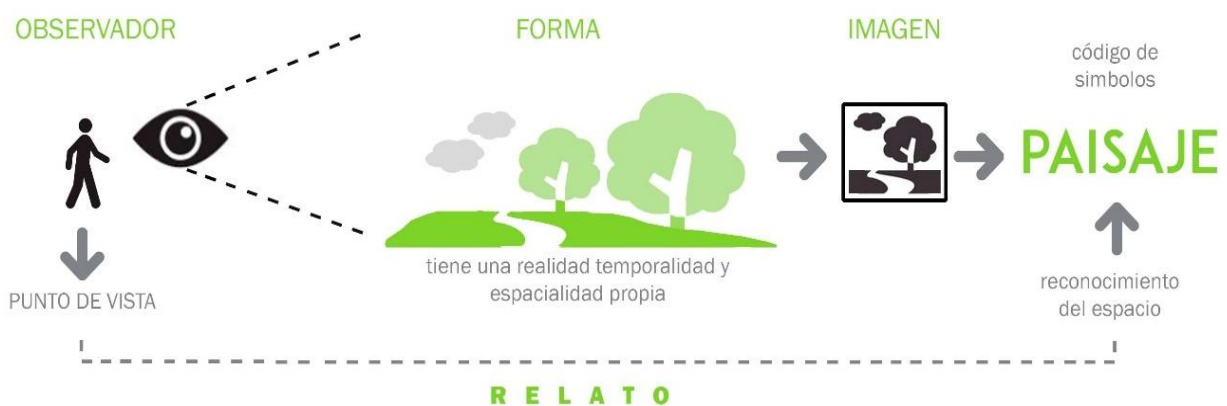 OBSERVADOR
FORMA
IMAGEN
código de
simbolos
PAISAJE
tiene una realidad temporalidad y
espacialidad propia
PUNTO DE VISTA
reconocimiento
del espacio
RELATO